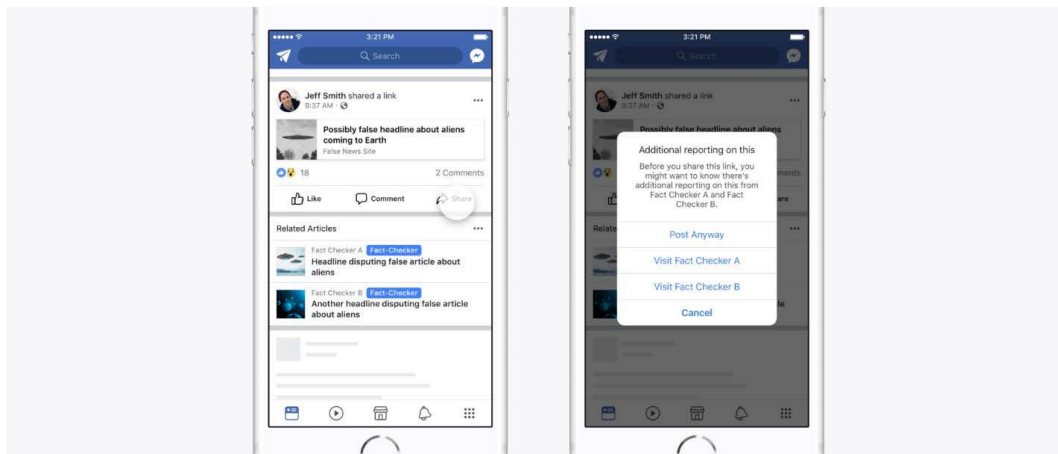 3:21 PM
Search
Jeff Smith shared a link
9:37 AM ·
Possibly false headline about aliens
coming to Earth
False News Site
18
2 Comments
Like
Comment
Share
Related Articles
Fact Checker A Fact-Checker
Headline disputing false article about
aliens
Fact Checker B Fact-Checker
Another headline disputing false article
about aliens
3:21 PM
Search
Jeff Smith shared a link
9:37 AM ·
Possibly false headline about aliens
Additional reporting on this
Before you share this link, you
might want to know there's
additional reporting on this from
Fact Checker A and Fact
Checker B.
Post Anyway
Visit Fact Checker A
Visit Fact Checker B
Cancel